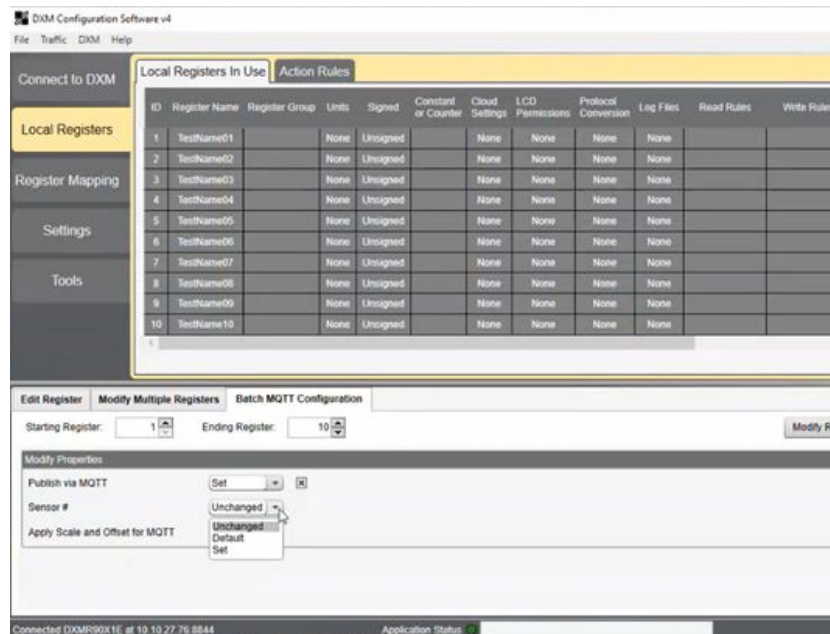 DXM Configuration Software v4
File Traffic DXM Help
Connect to DXM
Local Registers
Register Mapping
Settings
Tools
Local Registers In Use Action Rules
ID Register Name Register Group Units Signed Constant or Counter Cloud Settings LCD Permissions Protocol Conversion Log Files Read Rules Write Rule
1 TestName01 None Unsigned None None None None
2 TestName02 None Unsigned None None None None
3 TestName03 None Unsigned None None None None
4 TestName04 None Unsigned None None None None
5 TestName05 None Unsigned None None None None
6 TestName06 None Unsigned None None None None
7 TestName07 None Unsigned None None None None
8 TestName08 None Unsigned None None None None
9 TestName09 None Unsigned None None None None
10 TestName10 None Unsigned None None None None
Edit Register Modify Multiple Registers Batch MQTT Configuration
Starting Register: 1 Ending Register: 10 Modify R
Modify Properties
Publish via MQTT Set
Sensor # Unchanged
Unchanged
Apply Scale and Offset for MQTT Default
Set
Connected DXMR90X1E at 10.10.27.76:8844 Application Status